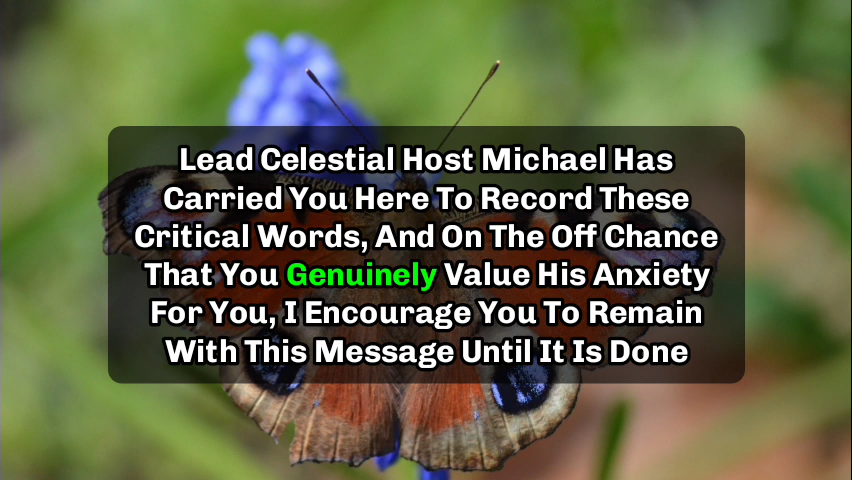 Lead Celestial Host Michael Has
Carried You Here To Record These
Critical Words, And On The Off Chance
That You Genuinely Value His Anxiety
For You, I Encourage You To Remain
With This Message Until It Is Done